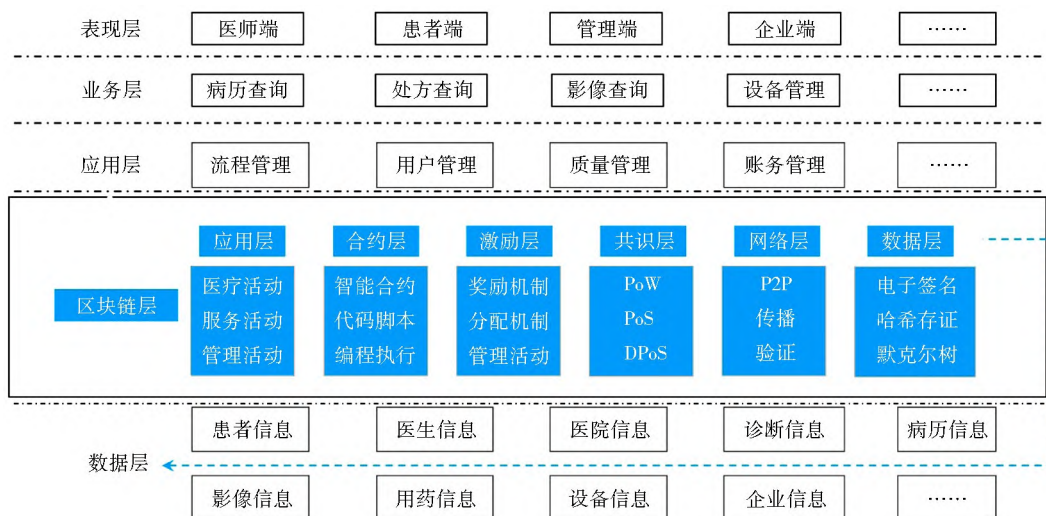 表现层 医师端 患者端 管理端 企业端 ……
业务层 病历查询 处方查询 影像查询 设备管理 ……
应用层 流程管理 用户管理 质量管理 账务管理 ……
应用层 合约层 激励层 共识层 网络层 数据层
医疗活动 智能合约 奖励机制 PoW P2P 电子签名
区块链层 服务活动 代码脚本 分配机制 PoS 传播 哈希存证
管理活动 编程执行 管理活动 DPoS 验证 默克尔树
患者信息 医生信息 医院信息 诊断信息 病历信息
数据层
影像信息 用药信息 设备信息 企业信息 ……